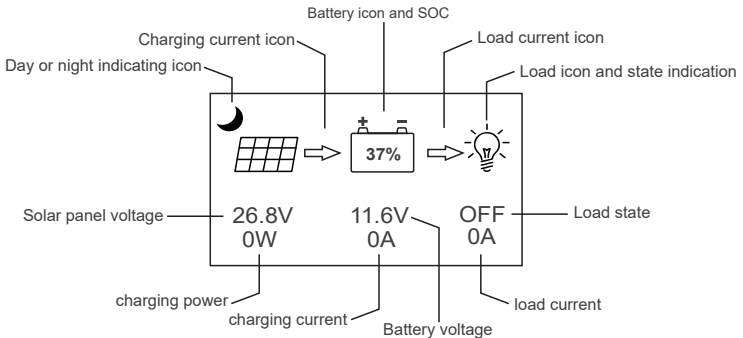 Battery icon and SOC
Charging current icon
Load current icon
Day or night indicating icon
Load icon and state indication
+ −
37%
Solar panel voltage
26.8V
11.6V
OFF
Load state
0W
0A
0A
charging power
load current
charging current
Battery voltage